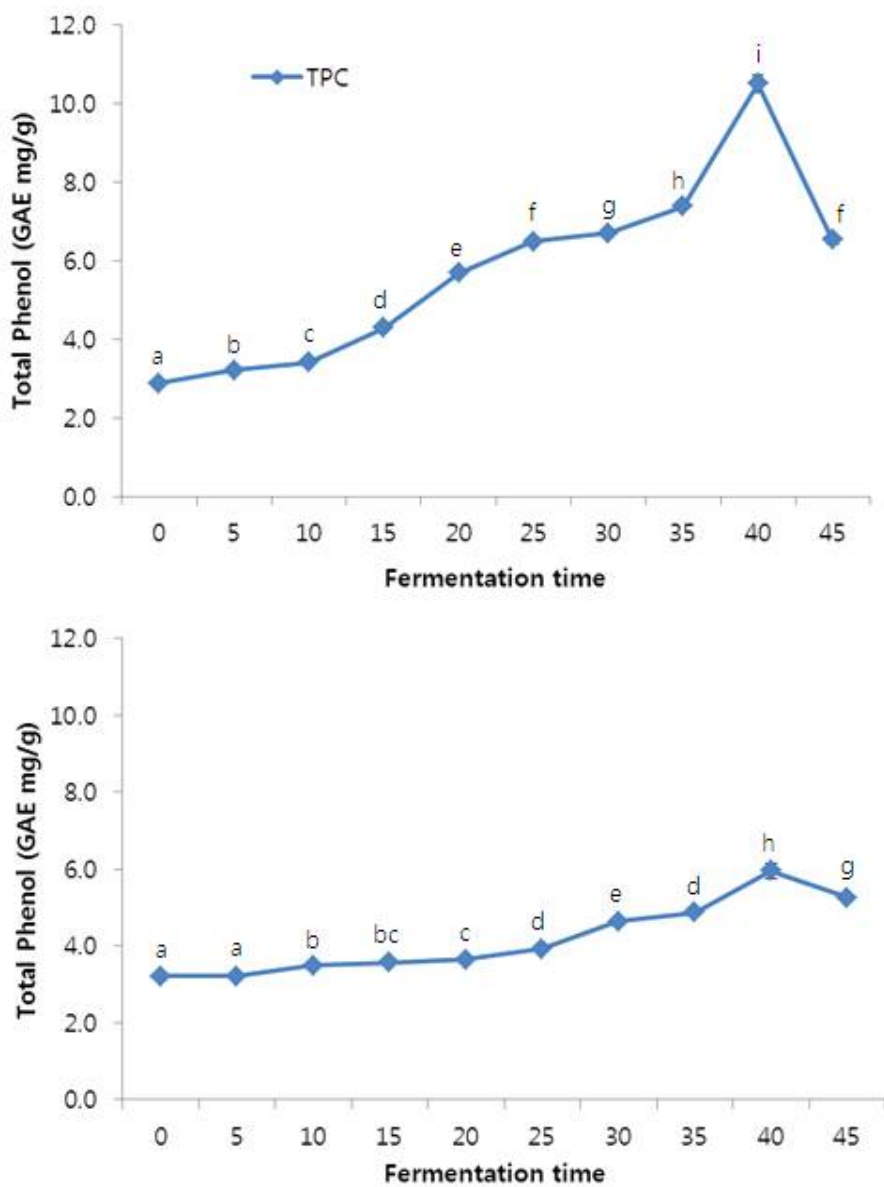 12.0
i
TPC
10.0
8.0
h
g
f
f
6.0
e
d
4.0
c
b
a
2.0
0.0
Total Phenol (GAE mg/g)
0 5 10 15 20 25 30 35 40 45
Fermentation time
12.0
10.0
8.0
h
6.0
g
e
d
d
4.0
c
bc
b
a
a
2.0
0.0
Total Phenol (GAE mg/g)
0 5 10 15 20 25 30 35 40 45
Fermentation time